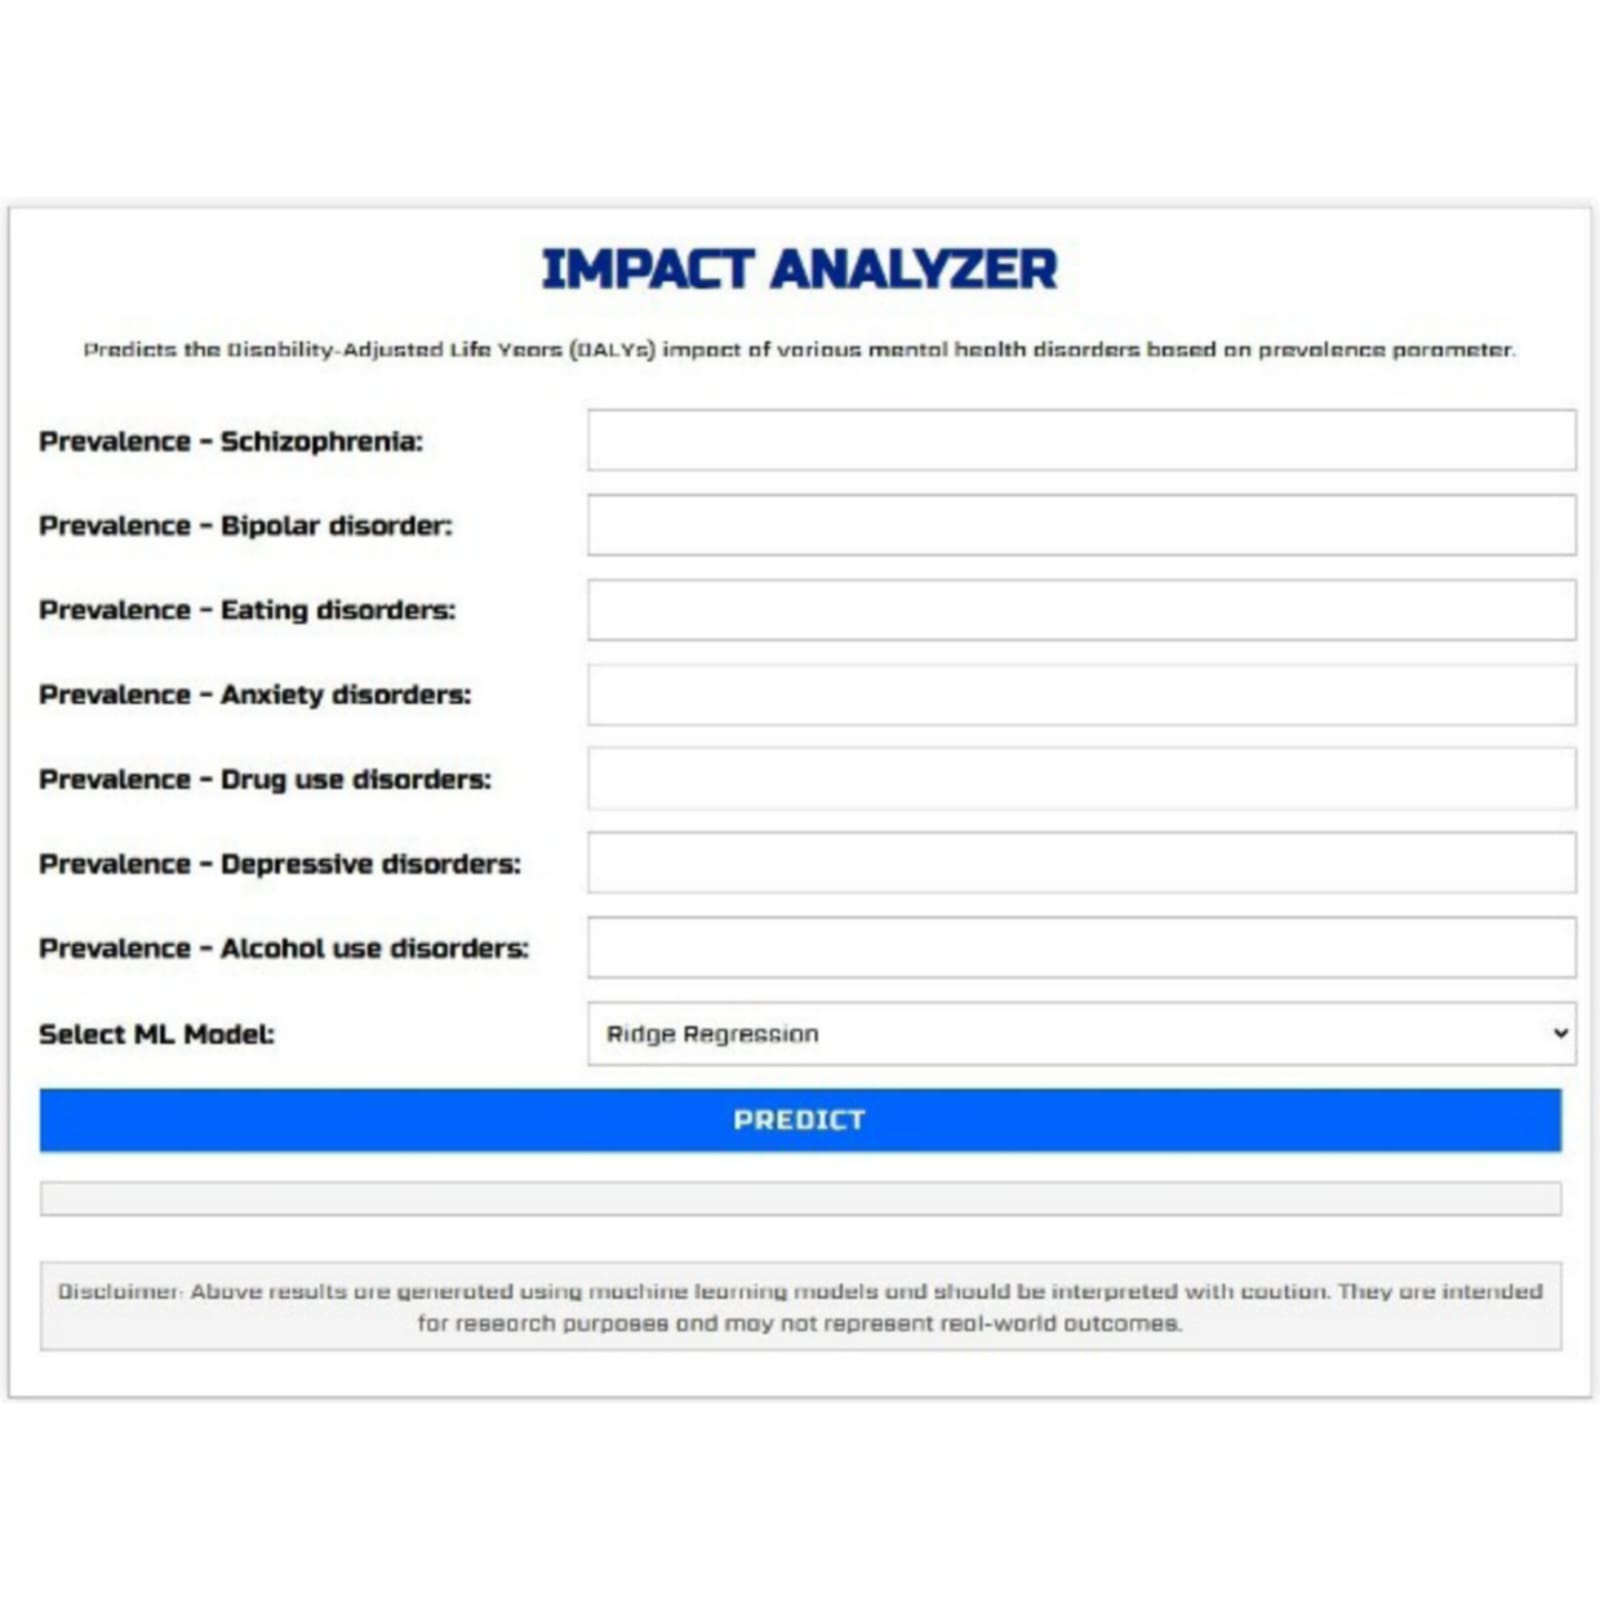 IMPACT ANALYZER
Predicts the Disability-Adjusted Life Years (DALYs) impact of various mental health disorders based on prevalence parameter.
Prevalence - Schizophrenia:
Prevalence - Bipolar disorder:
Prevalence - Eating disorders:
Prevalence - Anxiety disorders:
Prevalence - Drug use disorders:
Prevalence - Depressive disorders:
Prevalence - Alcohol use disorders:
Select ML Model: Ridge Regression
PREDICT
Disclaimer: Above results are generated using machine learning models and should be interpreted with caution. They are intended
for research purposes and may not represent real-world outcomes.